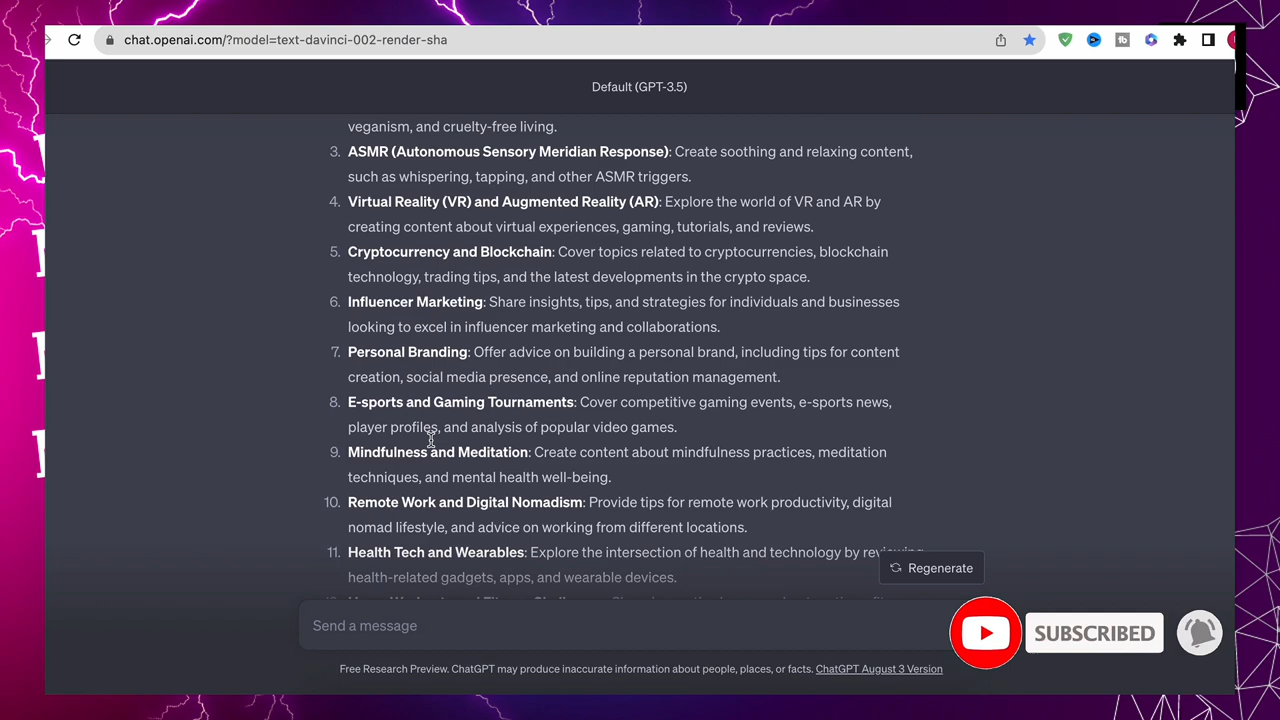 chat.openai.com/?model=text-davinci-002-render-sha
Default (GPT-3.5)
veganism, and cruelty-free living.
3. ASMR (Autonomous Sensory Meridian Response): Create soothing and relaxing content,
such as whispering, tapping, and other ASMR triggers.
4. Virtual Reality (VR) and Augmented Reality (AR): Explore the world of VR and AR by
creating content about virtual experiences, gaming, tutorials, and reviews.
5. Cryptocurrency and Blockchain: Cover topics related to cryptocurrencies, blockchain
technology, trading tips, and the latest developments in the crypto space.
6. Influencer Marketing: Share insights, tips, and strategies for individuals and businesses
looking to excel in influencer marketing and collaborations.
7. Personal Branding: Offer advice on building a personal brand, including tips for content
creation, social media presence, and online reputation management.
8. E-sports and Gaming Tournaments: Cover competitive gaming events, e-sports news,
player profiles, and analysis of popular video games.
9. Mindfulness and Meditation: Create content about mindfulness practices, meditation
techniques, and mental health well-being.
10. Remote Work and Digital Nomadism: Provide tips for remote work productivity, digital
nomad lifestyle, and advice on working from different locations.
11. Health Tech and Wearables: Explore the intersection of health and technology by reviewing
health-related gadgets, apps, and wearable devices.
Regenerate
Send a message
SUBSCRIBED
Free Research Preview. ChatGPT may produce inaccurate information about people, places, or facts. ChatGPT August 3 Version